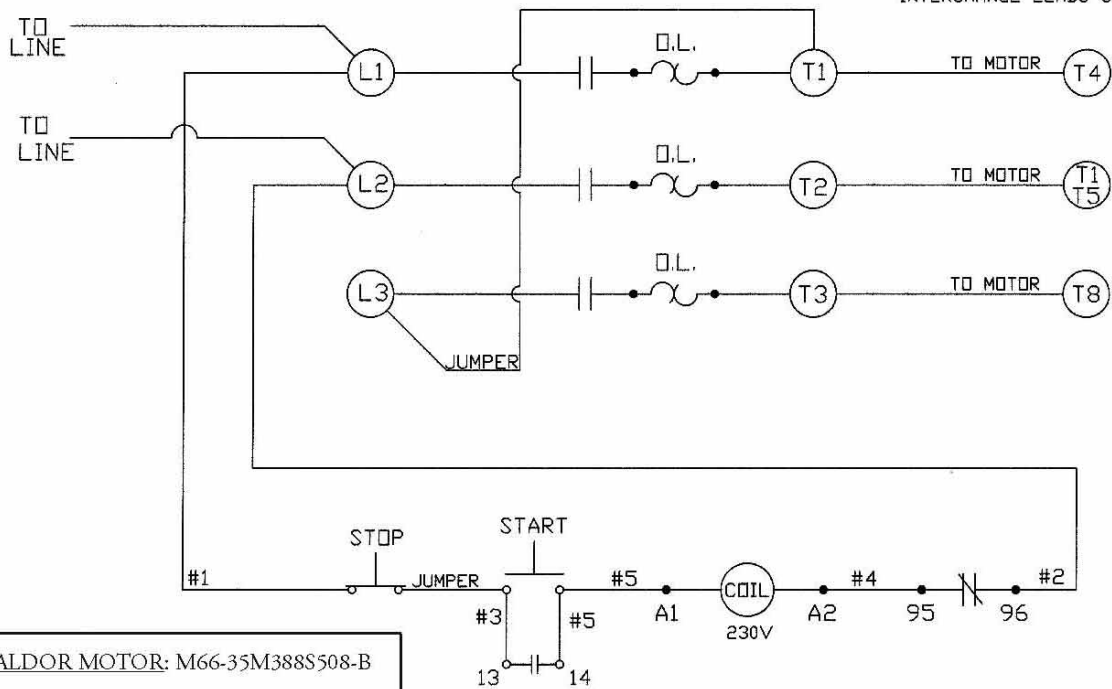 TO
LINE
L1
O.L.
T1
TO MOTOR
T4
TO
LINE
L2
O.L.
T2
TO MOTOR
T1
T5
L3
O.L.
T3
TO MOTOR
T8
JUMPER
STOP
START
#1
JUMPER
#3
#5
#5
A1
COIL
230V
A2
#4
95
96
#2
13
14
ALDOR MOTOR: M66-35M388S508-B